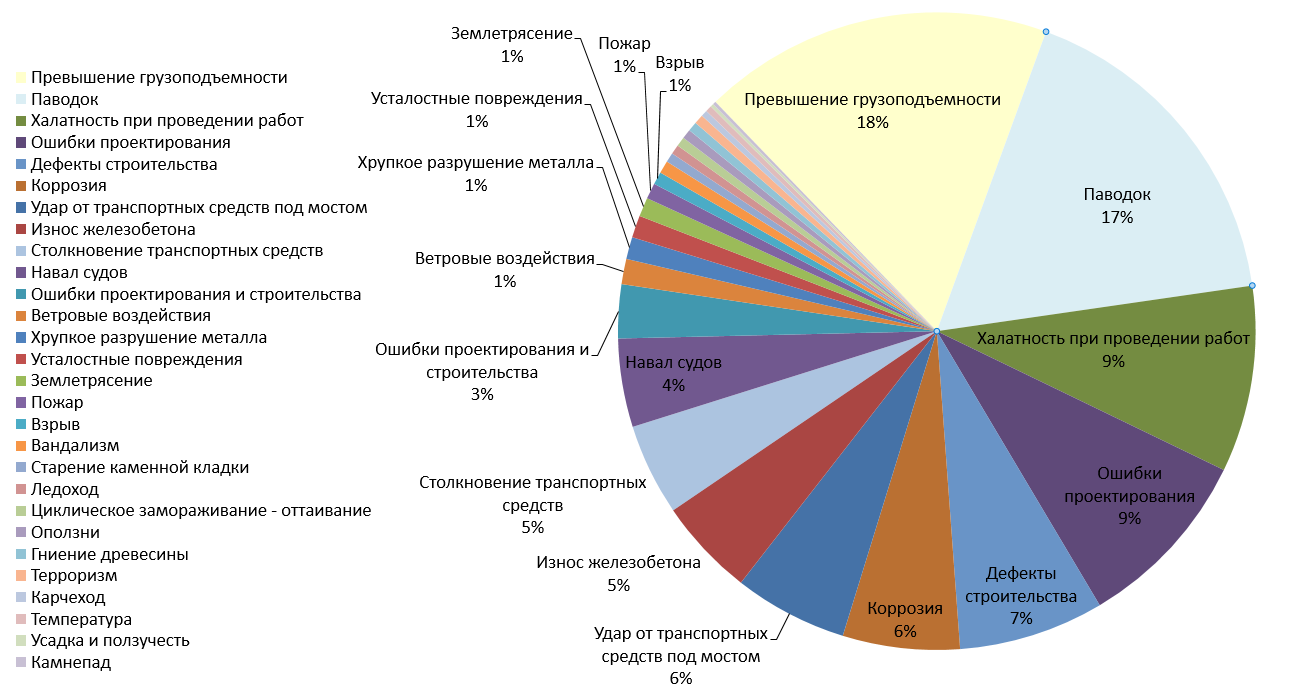 Превышение грузоподъемности
Паводок
Халатность при проведении работ
Ошибки проектирования
Дефекты строительства
Коррозия
Удар от транспортных средств под мостом
Износ железобетона
Столкновение транспортных средств
Навал судов
Ошибки проектирования и строительства
Ветровые воздействия
Хрупкое разрушение металла
Усталостные повреждения
Землетрясение
Пожар
Взрыв
Вандализм
Старение каменной кладки
Ледоход
Циклическое замораживание - оттаивание
Оползни
Гниение древесины
Терроризм
Карчеход
Температура
Усадка и ползучесть
Камнепад
Превышение грузоподъемности
18%
Паводок
17%
Халатность при проведении работ
9%
Ошибки
проектирования
9%
Дефекты
строительства
7%
Коррозия
6%
Удар от транспортных
средств под мостом
6%
Износ железобетона
5%
Столкновение транспортных
средств
5%
Навал судов
4%
Ошибки проектирования и
строительства
3%
Ветровые воздействия
1%
Хрупкое разрушение металла
1%
Усталостные повреждения
1%
Землетрясение
1%
Пожар
1%
Взрыв
1%